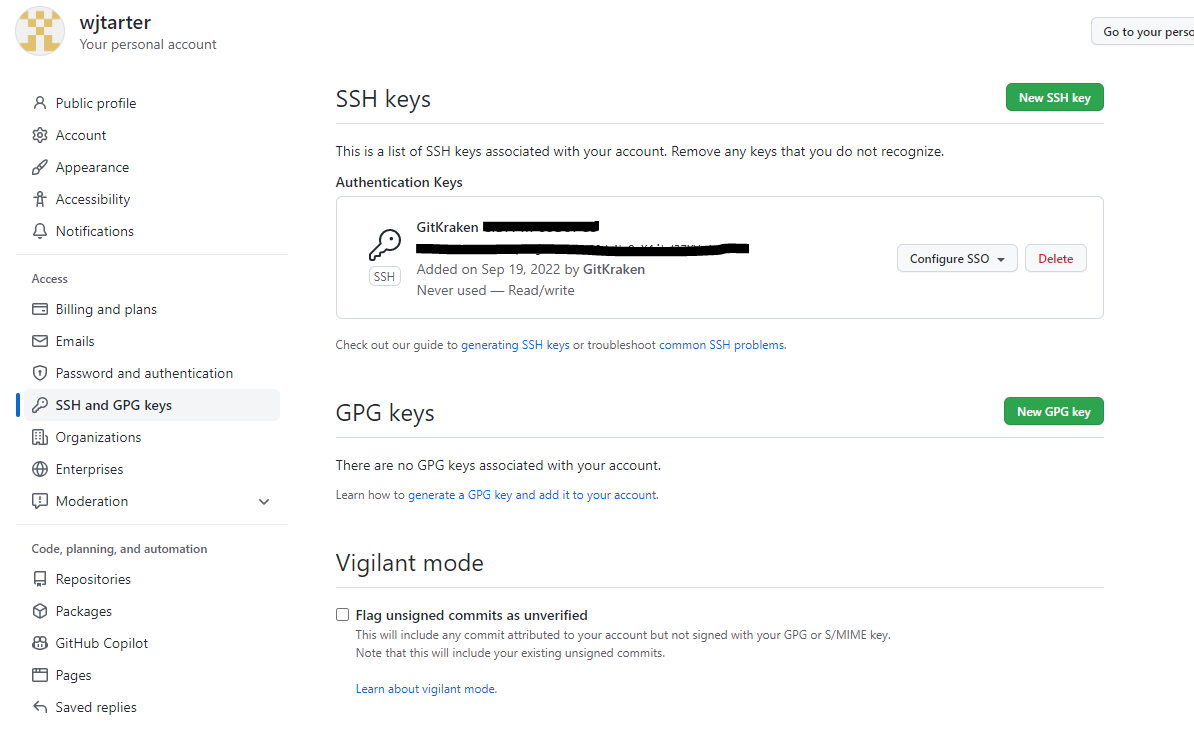 wjtarter
Your personal account
Go to your perso
Public profile
Account
Appearance
Accessibility
Notifications
Access
Billing and plans
Emails
Password and authentication
SSH and GPG keys
Organizations
Enterprises
Moderation
Code, planning, and automation
Repositories
Packages
GitHub Copilot
Pages
Saved replies
SSH keys
New SSH key
This is a list of SSH keys associated with your account. Remove any keys that you do not recognize.
Authentication Keys
SSH
GitKraken
Added on Sep 19, 2022 by GitKraken
Never used — Read/write
Configure SSO
Delete
Check out our guide to generating SSH keys or troubleshoot common SSH problems.
GPG keys
New GPG key
There are no GPG keys associated with your account.
Learn how to generate a GPG key and add it to your account.
Vigilant mode
Flag unsigned commits as unverified
This will include any commit attributed to your account but not signed with your GPG or S/MIME key.
Note that this will include your existing unsigned commits.
Learn about vigilant mode.